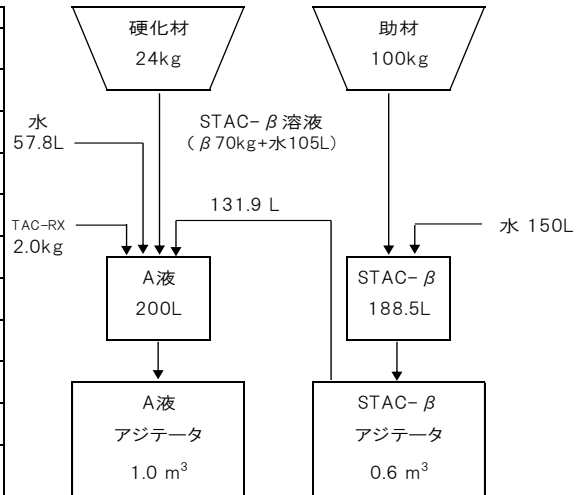 硬化材
24kg
助材
100kg
水
57.8L
STAC-β溶液
(β70kg+水105L)
131.9 L
TAC-RX
2.0kg
水 150L
A液
200L
STAC-β
188.5L
A液
アジテータ
1.0 m³
STAC-β
アジテータ
0.6 m³